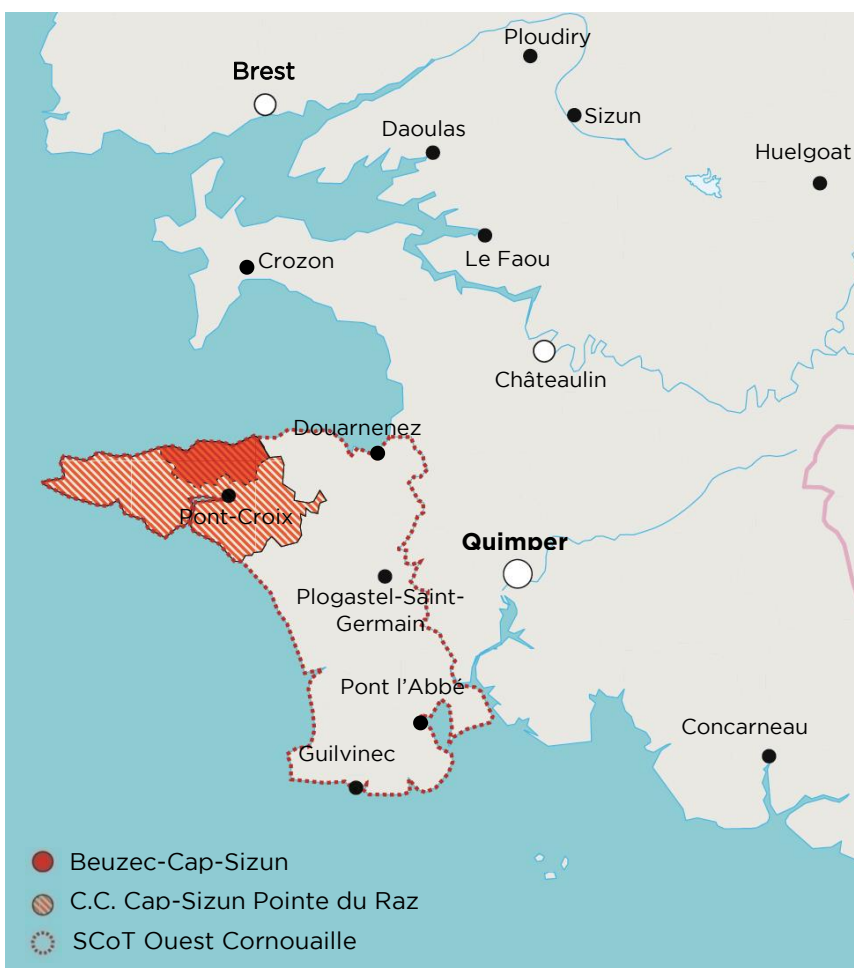 Ploudiry
Brest
Sizun
Daoulas
Huelgoat
Le Faou
Crozon
Châteaulin
Douarnenez
Pont-Croix
Quimper
Plogastel-Saint-
Germain
Pont l'Abbé
Concarneau
Guilvinec
Beuzec-Cap-Sizun
C.C. Cap-Sizun Pointe du Raz
SCoT Ouest Cornouaille